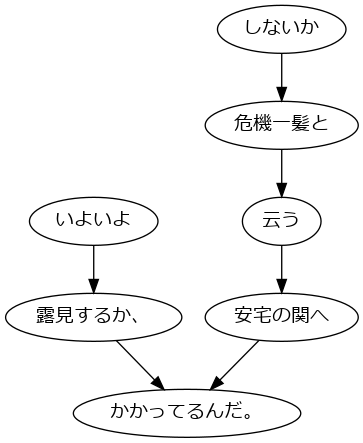 しないか
危機一髪と
いよいよ
云う
露見するか、
安宅の関へ
かかってるんだ。